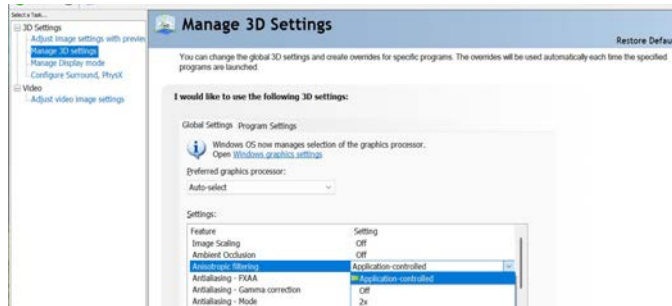 Select a Task...
3D Settings
Adjust image settings with preview
Manage 3D settings
Manage Display mode
Configure Surround, PhysX
Video
Adjust video image settings
Manage 3D Settings
Restore Defau
You can change the global 3D settings and create overrides for specific programs. The overrides will be used automatically each time the specified
programs are launched.
I would like to use the following 3D settings:
Global Settings Program Settings
Windows OS now manages selection of the graphics processor.
Open Windows graphics settings
Preferred graphics processor:
Auto-select
Settings:
Feature Setting
Image Scaling Off
Ambient Occlusion Off
Anisotropic filtering Application-controlled
Antialiasing - FXAA Application-controlled
Antialiasing - Gamma correction Off
Antialiasing - Mode 2x